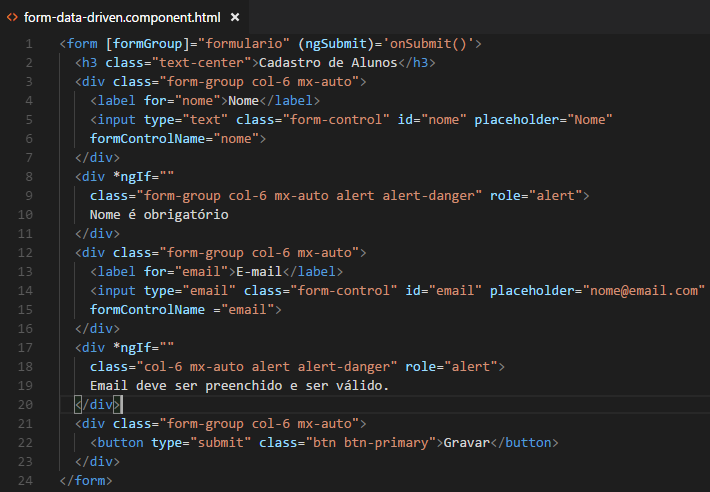 <> form-data-driven.component.html ×
1 <form [formGroup]="formulario" (ngSubmit)='onSubmit()'>
2 <h3 class="text-center">Cadastro de Alunos</h3>
3 <div class="form-group col-6 mx-auto">
4 <label for="nome">Nome</label>
5 <input type="text" class="form-control" id="nome" placeholder="Nome"
6 formControlName="nome">
7 </div>
8 <div *ngIf=""
9 class="form-group col-6 mx-auto alert alert-danger" role="alert">
10 Nome é obrigatório
11 </div>
12 <div class="form-group col-6 mx-auto">
13 <label for="email">E-mail</label>
14 <input type="email" class="form-control" id="email" placeholder="nome@email.com"
15 formControlName ="email">
16 </div>
17 <div *ngIf=""
18 class="col-6 mx-auto alert alert-danger" role="alert">
19 Email deve ser preenchido e ser válido.
20 </div>
21 <div class="form-group col-6 mx-auto">
22 <button type="submit" class="btn btn-primary">Gravar</button>
23 </div>
24 </form>